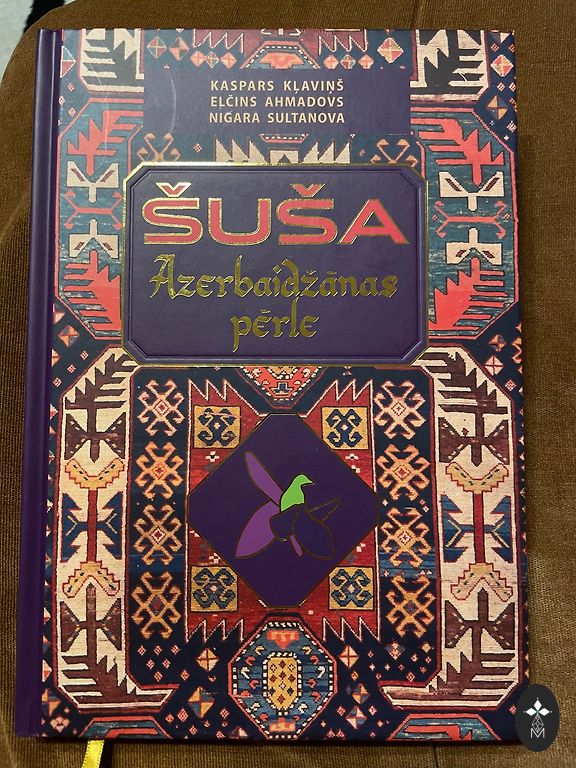 KASPARS KĻAVIŅŠ
ELČINS AHMADOVS
NIGARA SULTANOVA
ŠUŠA
Azerbaidžānas
pērle